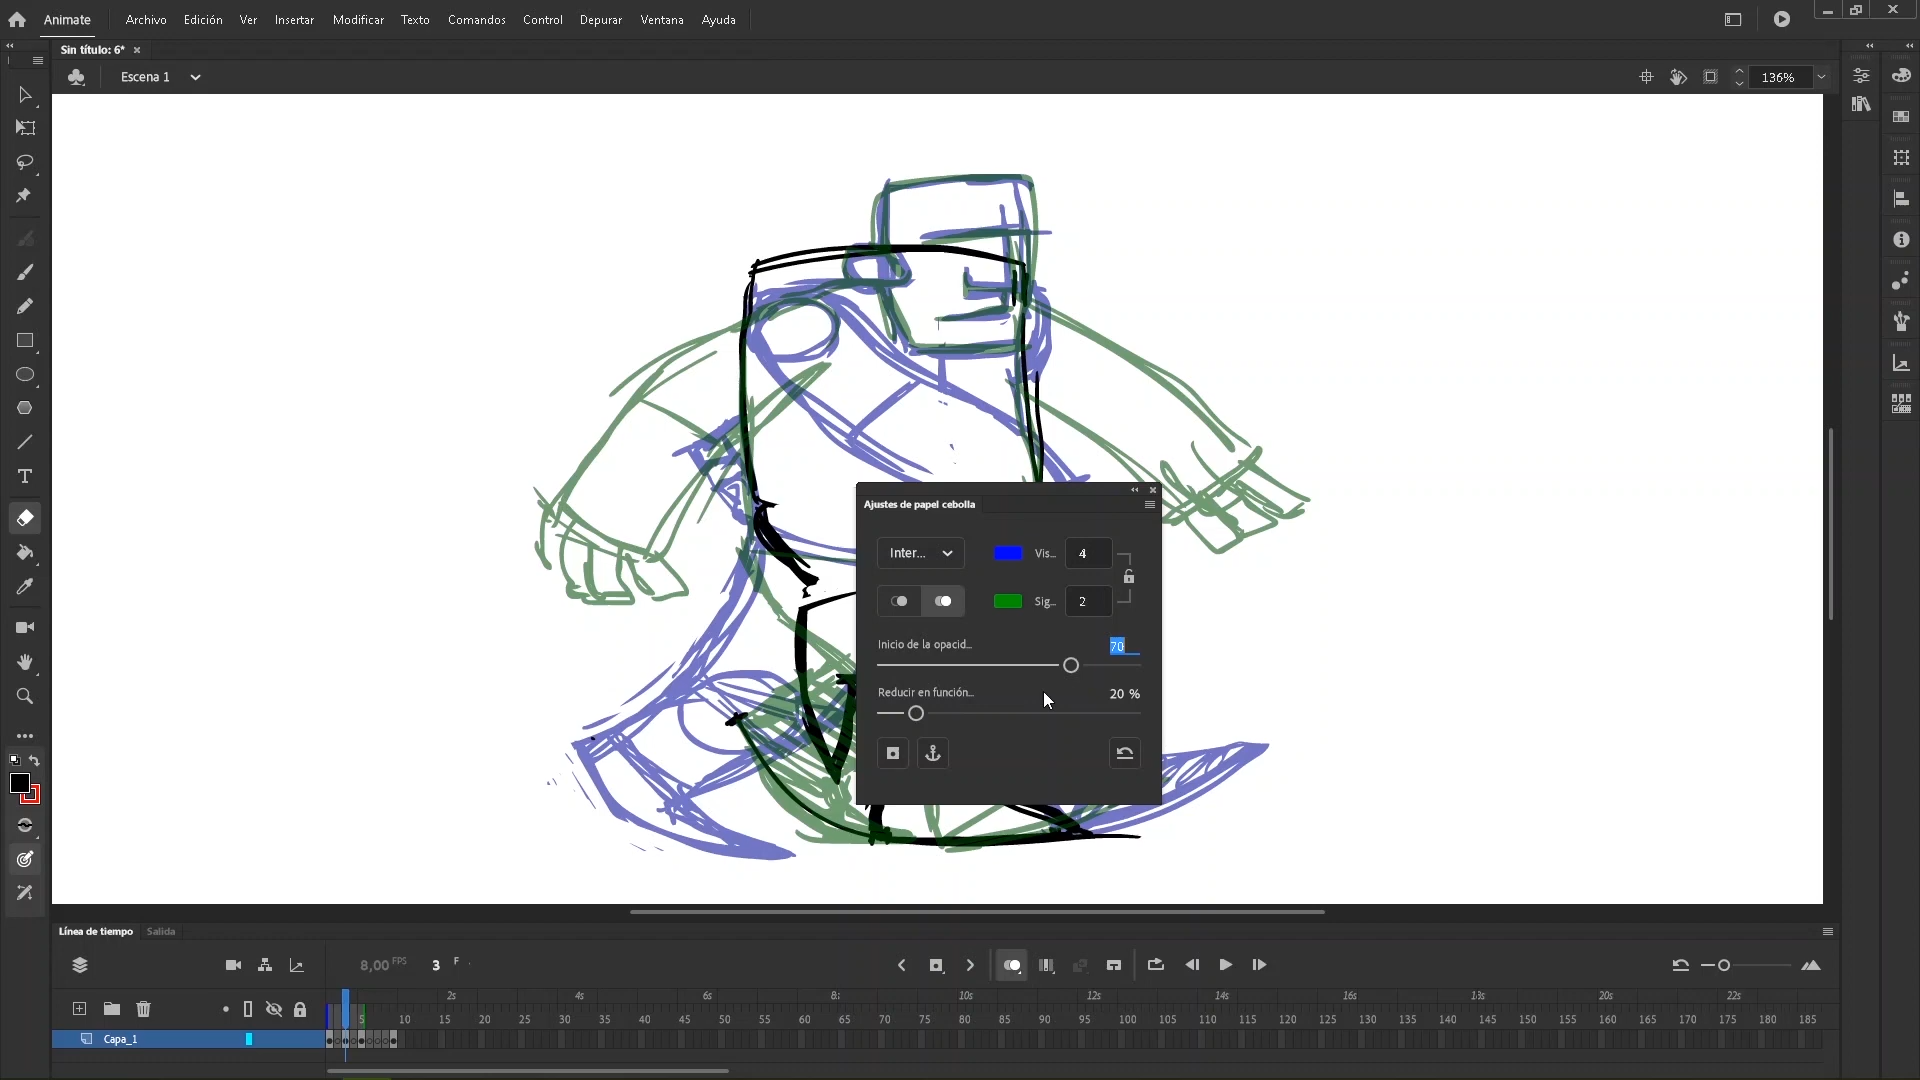 Animate Archivo Edición Ver Insertar Modificar Texto Comandos Control Depurar Ventana Ayuda
Sin título: 6*
Escena 1
136%
Ajustes de papel cebolla
Inter... Vis... 4
Sig... 2
Inicio de la opacid... 70
Reducir en función... 20 %
Línea de tiempo Salida
8,00 FPS 3 F
2s 4s 6s 10s 12s 14s 16s 20s 22s
5 10 15 20 25 30 35 40 45 50 55 60 65 70 75 80 85 90 95 100 105 110 115 120 125 130 135 140 145 150 155 160 165 170 175 180 185
Capa_1